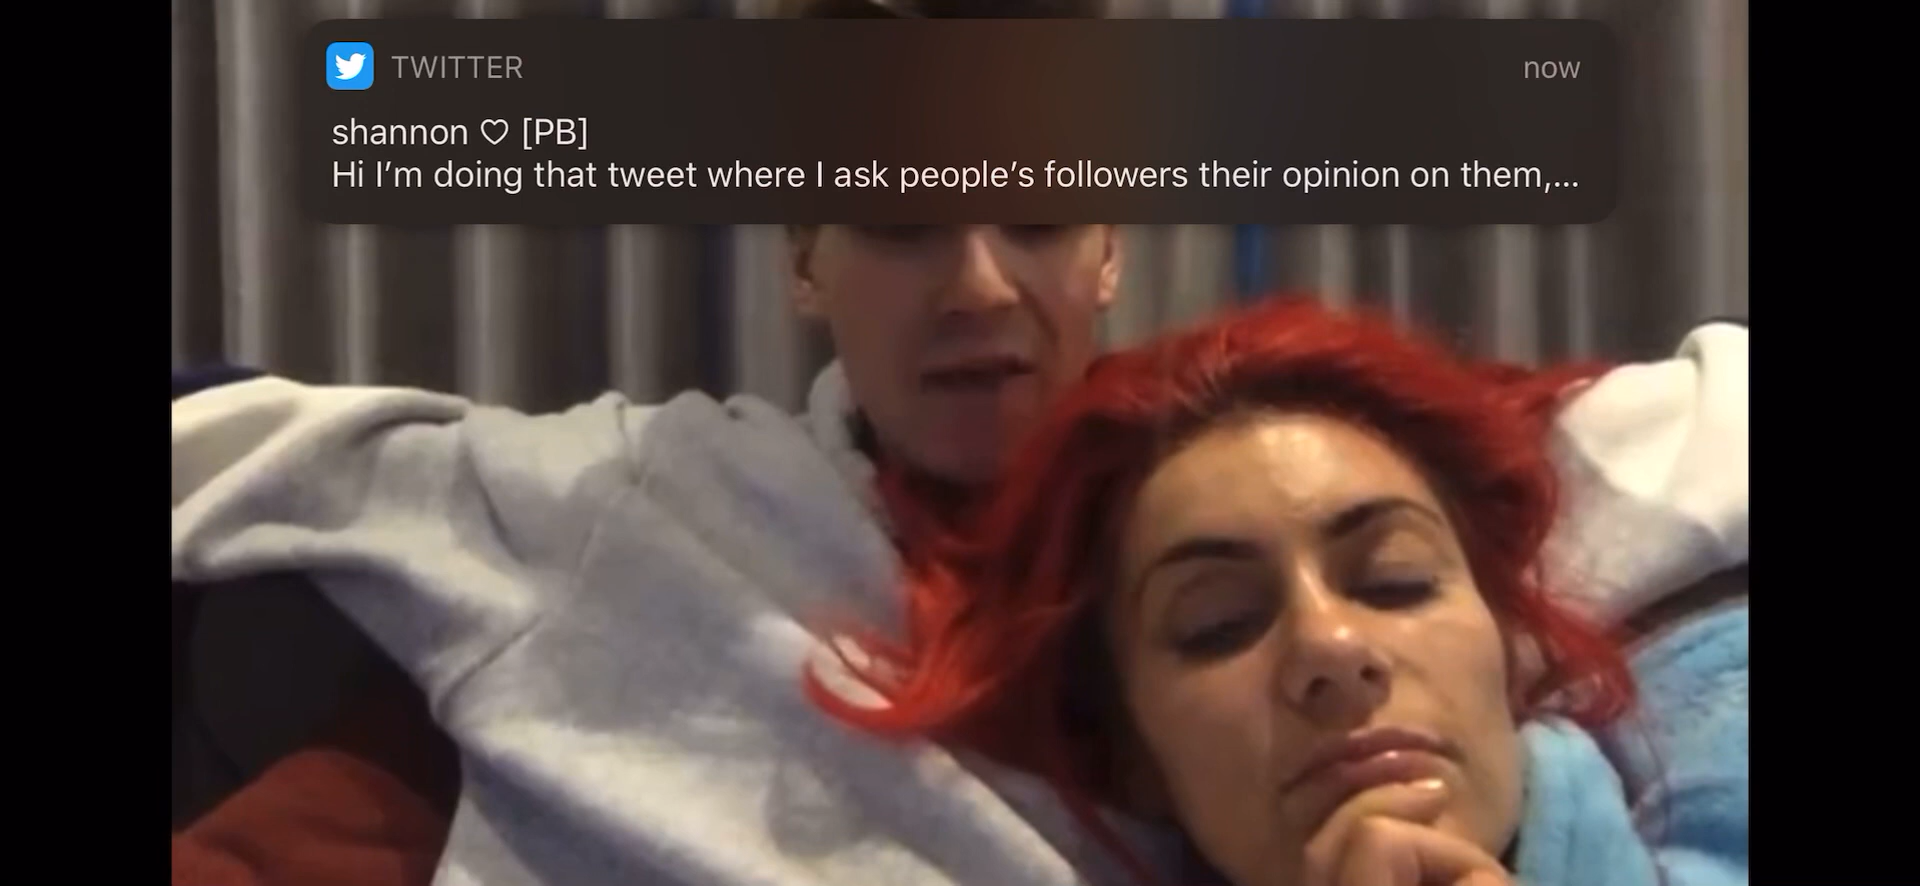 TWITTER
now
shannon ♡ [PB]
Hi I’m doing that tweet where I ask people’s followers their opinion on them,...